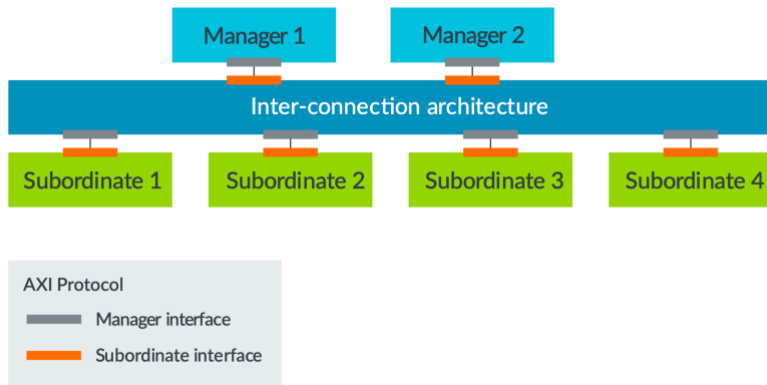 Manager 1
Manager 2
Inter-connection architecture
Subordinate 1
Subordinate 2
Subordinate 3
Subordinate 4
AXI Protocol
Manager interface
Subordinate interface